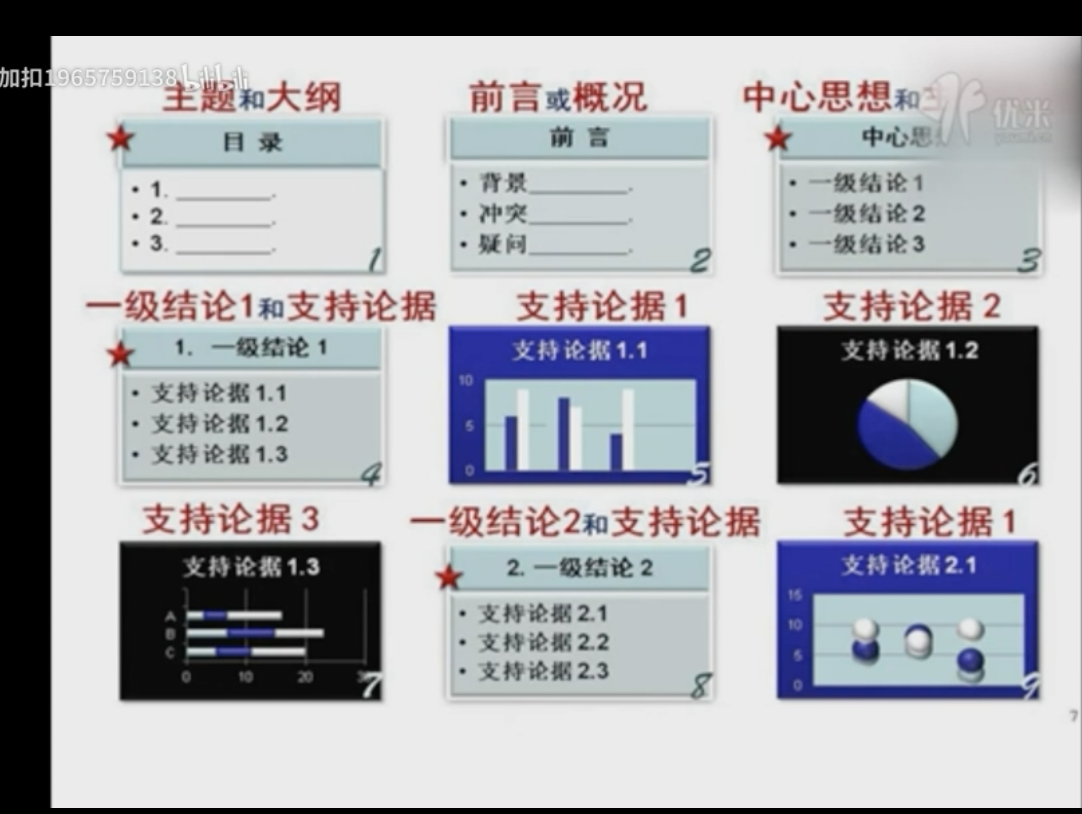 加扣1965759138 bilibili
优米
主题和大纲
目 录
• 1. ________.
• 2. ________.
• 3. ________.
1
前言或概况
前 言
• 背景________.
• 冲突________.
• 疑问________.
2
中心思想和
中心思
• 一级结论1
• 一级结论2
• 一级结论3
3
一级结论1和支持论据
1. 一级结论 1
• 支持论据1.1
• 支持论据1.2
• 支持论据1.3
4
支持论据 1
支持论据1.1
10
5
0
5
支持论据 2
支持论据1.2
6
支持论据 3
支持论据1.3
A
B
C
0 10 20
7
一级结论2和支持论据
2. 一级结论 2
• 支持论据2.1
• 支持论据2.2
• 支持论据2.3
8
支持论据 1
支持论据2.1
15
10
5
0
9
7